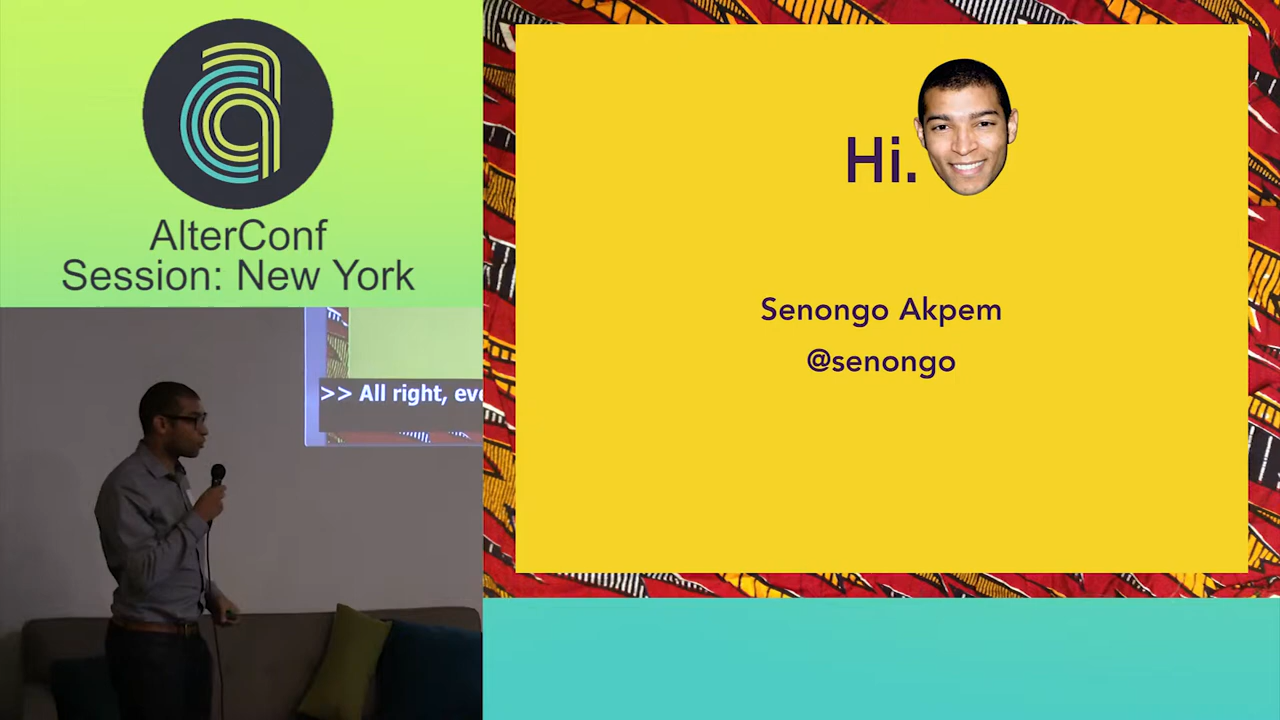 AlterConf
Session: New York
>> All right, eve
Hi.
Senongo Akpem
@senongo